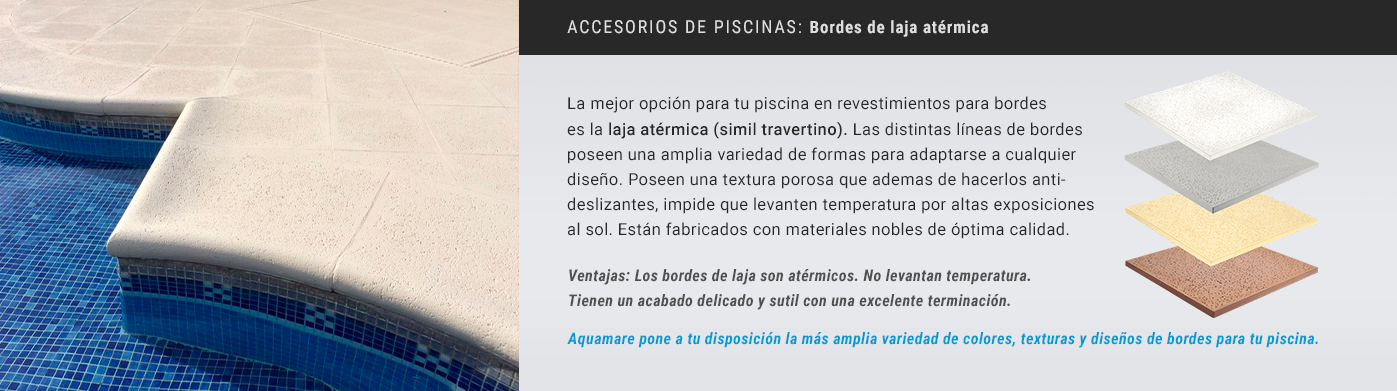 ACCESORIOS DE PISCINAS: Bordes de laja atérmica
La mejor opción para tu piscina en revestimientos para bordes
es la laja atérmica (simil travertino). Las distintas líneas de bordes
poseen una amplia variedad de formas para adaptarse a cualquier
diseño. Poseen una textura porosa que ademas de hacerlos anti-
deslizantes, impide que levanten temperatura por altas exposiciones
al sol. Están fabricados con materiales nobles de óptima calidad.
Ventajas: Los bordes de laja son atérmicos. No levantan temperatura.
Tienen un acabado delicado y sutil con una excelente terminación.
Aquamare pone a tu disposición la más amplia variedad de colores, texturas y diseños de bordes para tu piscina.